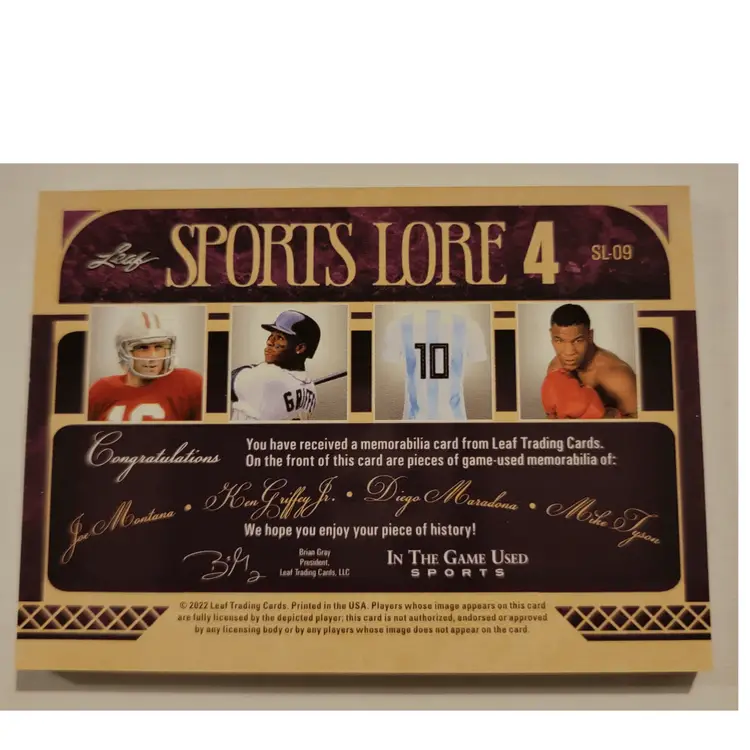 Leaf SPORTS LORE 4 SL-09
16 GRIFF 10
Congratulations
You have received a memorabilia card from Leaf Trading Cards.
On the front of this card are pieces of game-used memorabilia of:
Joe Montana • Ken Griffey Jr. • Diego Maradona • Mike Tyson
We hope you enjoy your piece of history!
Brian Gray
President,
Leaf Trading Cards, LLC
IN THE GAME USED
SPORTS
© 2022 Leaf Trading Cards. Printed in the USA. Players whose image appears on this card
are fully licensed by the depicted player; this card is not authorized, endorsed or approved
by any licensing body or by any players whose image does not appear on the card.